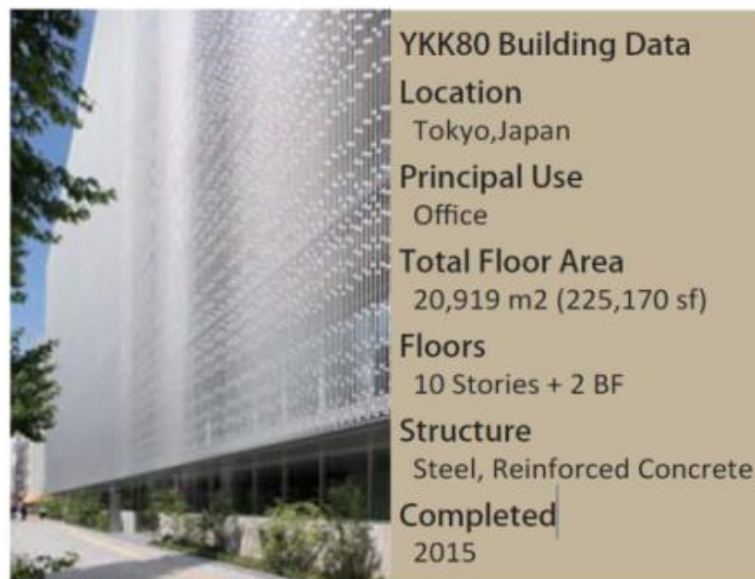 YKK80 Building Data
Location
Tokyo,Japan
Principal Use
Office
Total Floor Area
20,919 m2 (225,170 sf)
Floors
10 Stories + 2 BF
Structure
Steel, Reinforced Concrete
Completed
2015